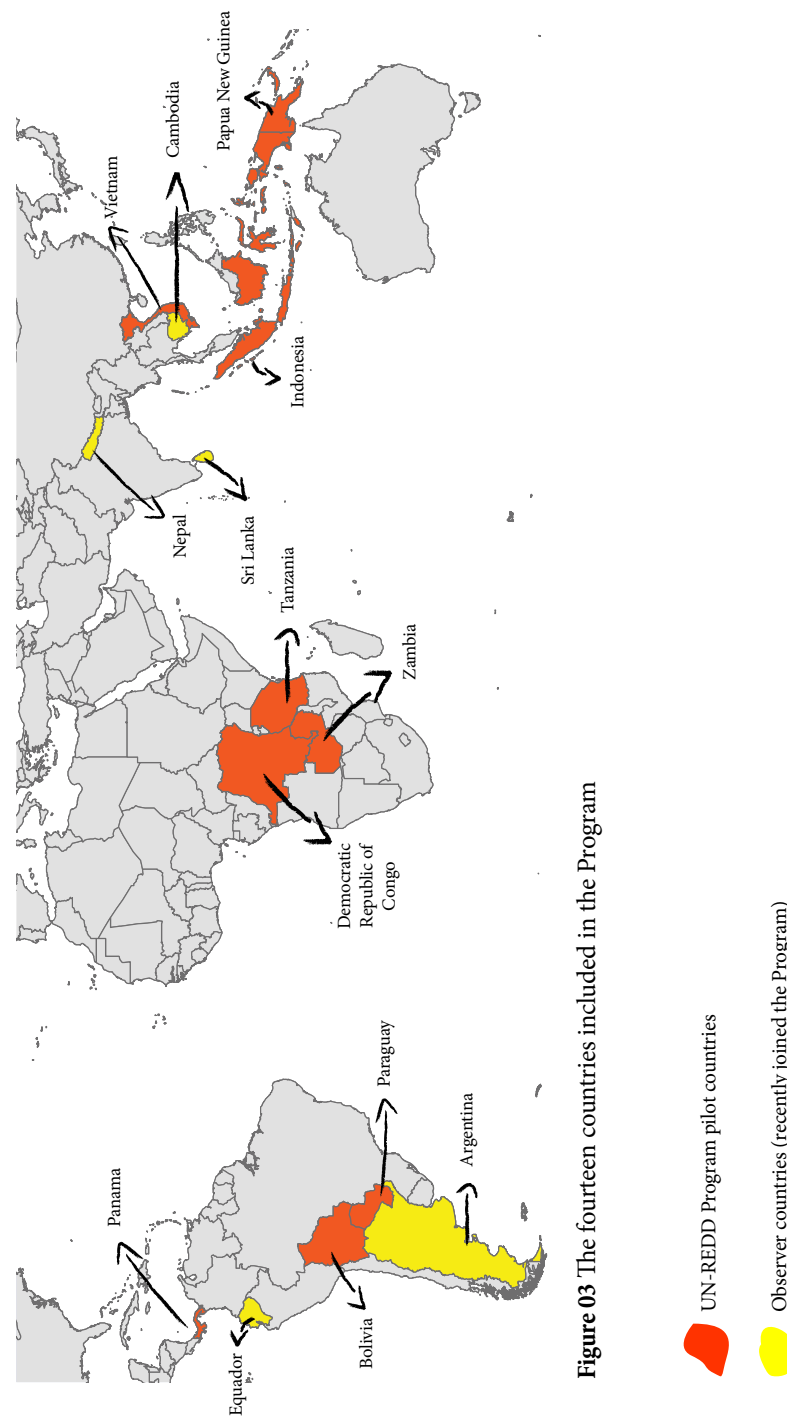 Panama
Equador
Bolivia
Paraguay
Argentina
Democratic
Republic of
Congo
Tanzania
Zambia
Nepal
Sri Lanka
Vietnam
Cambodia
Indonesia
Papua New Guinea
Figure 03 The fourteen countries included in the Program
UN-REDD Program pilot countries
Observer countries (recently joined the Program)